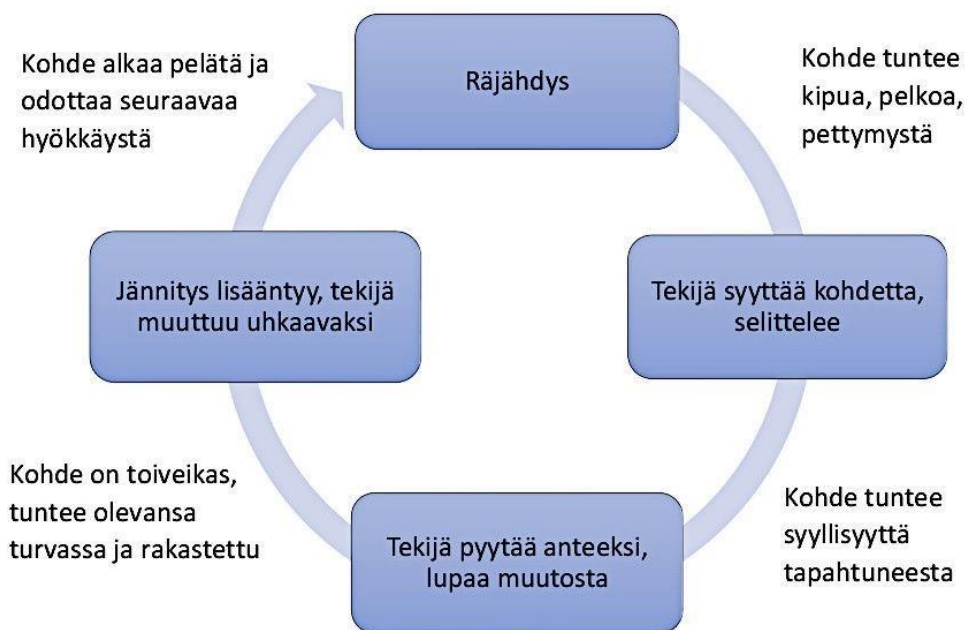 Räjähdys
Kohde tuntee
kipua, pelkoa,
pettymystä
Tekijä syyttää kohdetta,
selittelee
Kohde tuntee
syyllisyyttä
tapahtuneesta
Tekijä pyytää anteeksi,
lupaa muutosta
Kohde on toiveikas,
tuntee olevansa
turvassa ja rakastettu
Jännitys lisääntyy, tekijä
muuttuu uhkaavaksi
Kohde alkaa pelätä ja
odottaa seuraavaa
hyökkäystä